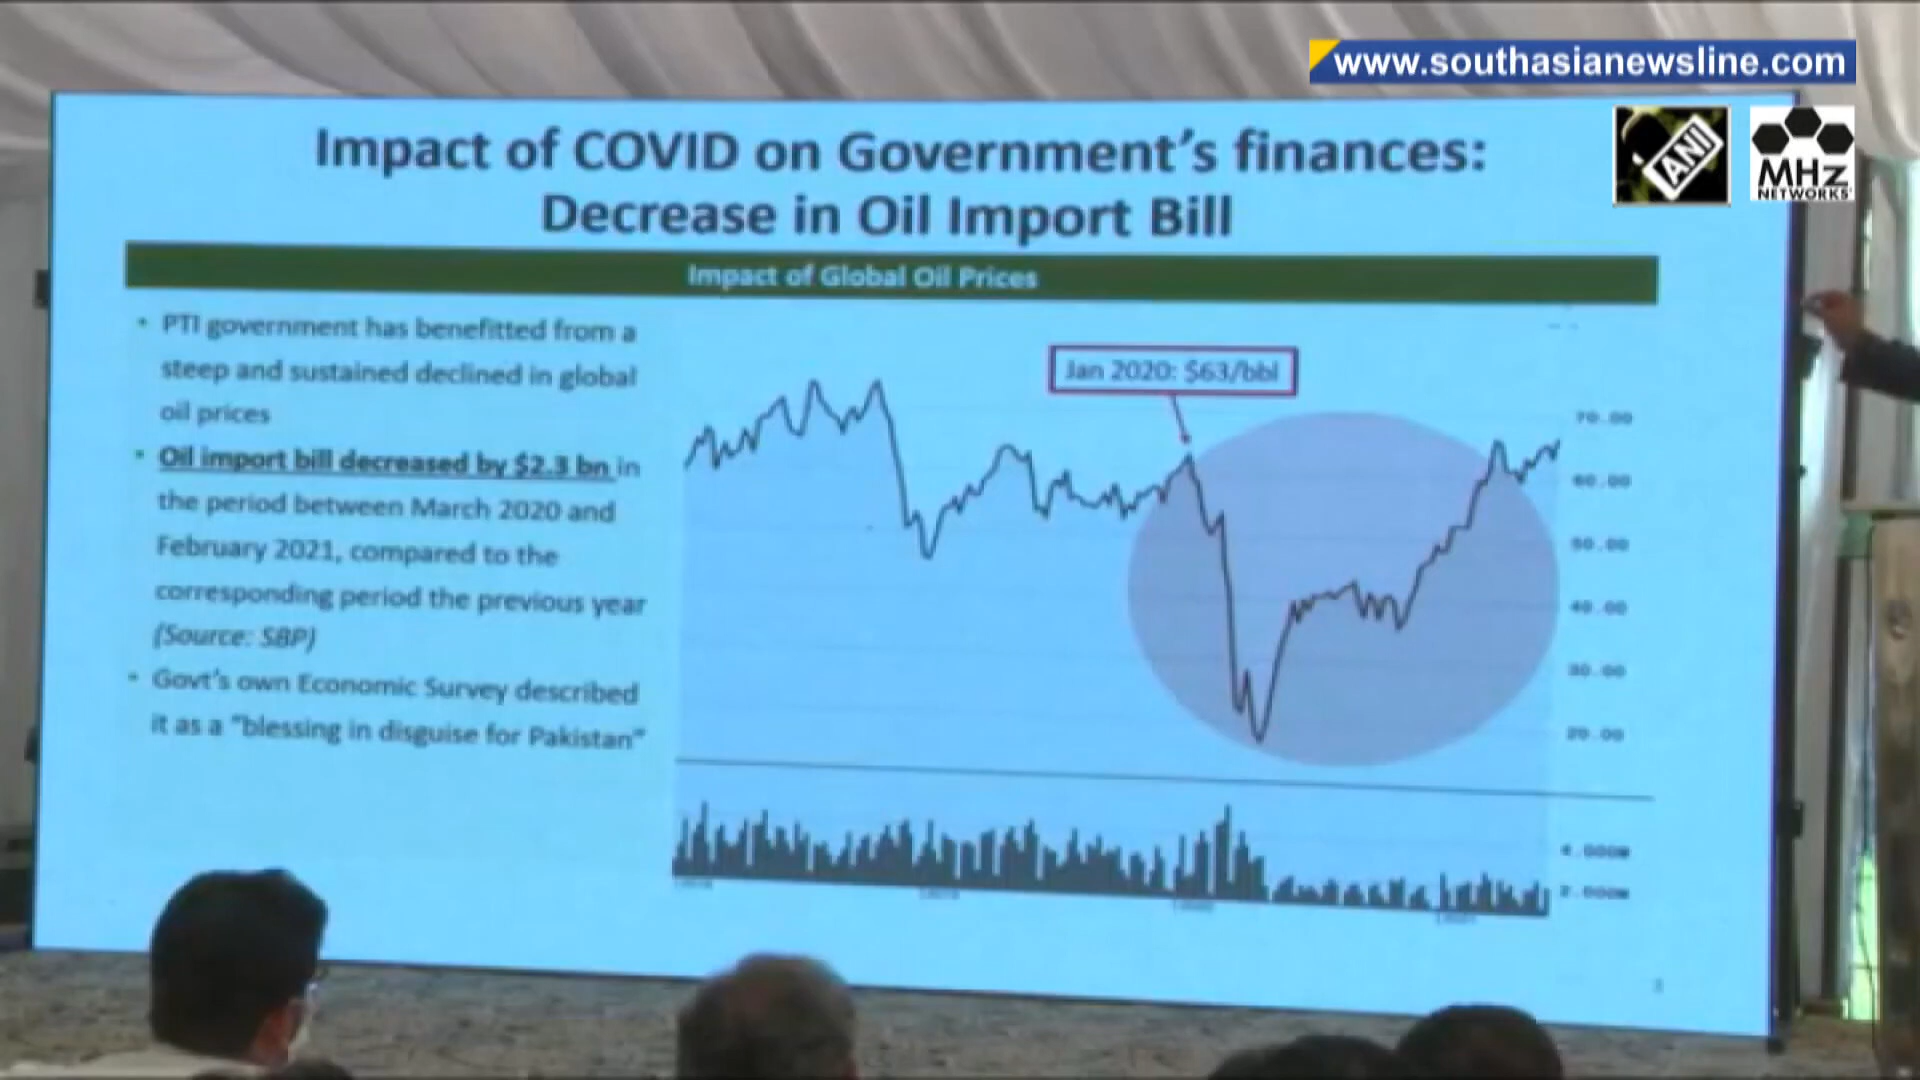 www.southasianewsline.com
ANI
MHz
NETWORKS
Impact of COVID on Government's finances:
Decrease in Oil Import Bill
Impact of Global Oil Prices
• PTI government has benefitted from a
steep and sustained declined in global
oil prices
• Oil import bill decreased by $2.3 bn in
the period between March 2020 and
February 2021, compared to the
corresponding period the previous year
(Source: SBP)
• Govt's own Economic Survey described
it as a "blessing in disguise for Pakistan"
Jan 2020: $63/bbl
70.00
60.00
50.00
40.00
30.00
20.00
4.000M
2.000M